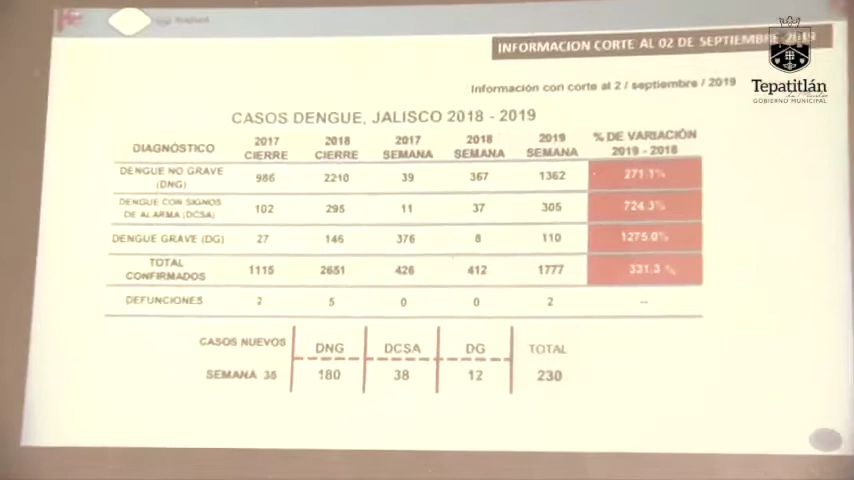 INFORMACION CORTE AL 02 DE SEPTIEMBRE 2019
Información con corte al 2 / septiembre / 2019
Tepatitlán
GOBIERNO MUNICIPAL
CASOS DENGUE, JALISCO 2018 - 2019
DIAGNÓSTICO 2017 CIERRE 2018 CIERRE 2017 SEMANA 2018 SEMANA 2019 SEMANA % DE VARIACIÓN 2019 - 2018
DENGUE NO GRAVE (DNG) 986 2210 39 367 1362 271.1%
DENGUE CON SIGNOS DE ALARMA (DCSA) 102 295 11 37 305 724.3%
DENGUE GRAVE (DG) 27 146 376 8 110 1275.0%
TOTAL CONFIRMADOS 1115 2651 426 412 1777 331.3 %
DEFUNCIONES 2 5 0 0 2 --
CASOS NUEVOS DNG DCSA DG TOTAL
SEMANA 35 180 38 12 230